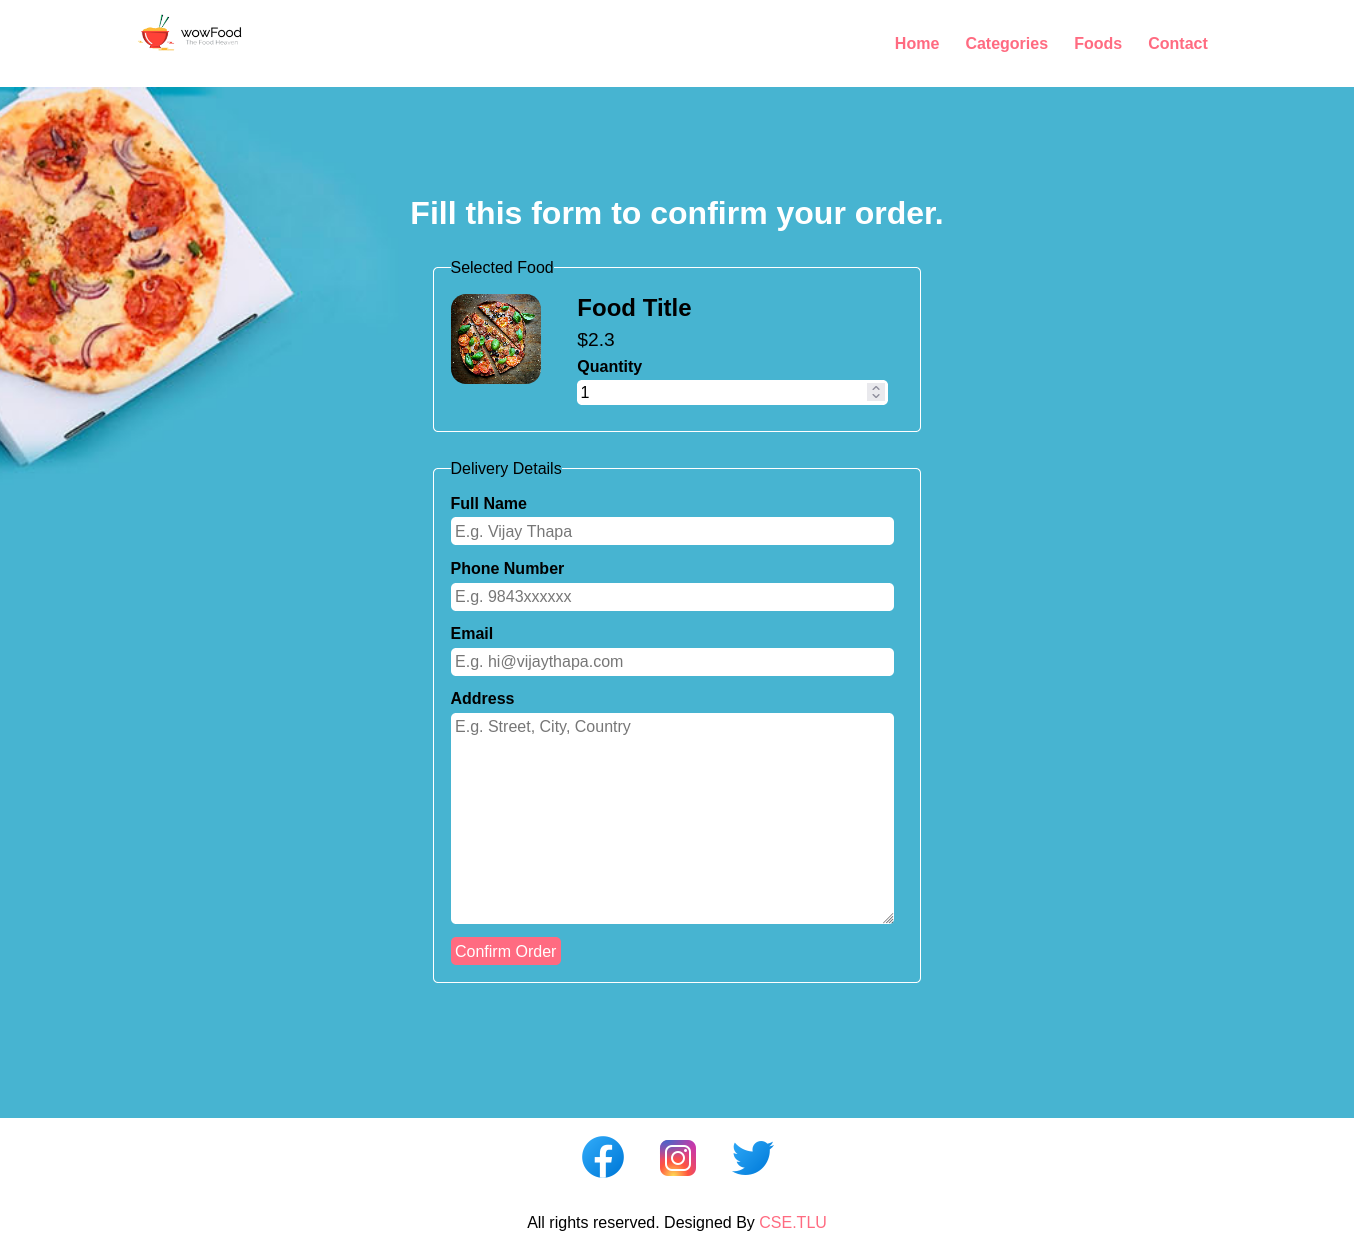 wowFood
The Food Heaven
Home Categories Foods Contact
Fill this form to confirm your order.
Selected Food
Food Title
$2.3
Quantity
1
Delivery Details
Full Name
E.g. Vijay Thapa
Phone Number
E.g. 9843xxxxxx
Email
E.g. hi@vijaythapa.com
Address
E.g. Street, City, Country
Confirm Order
All rights reserved. Designed By CSE.TLU